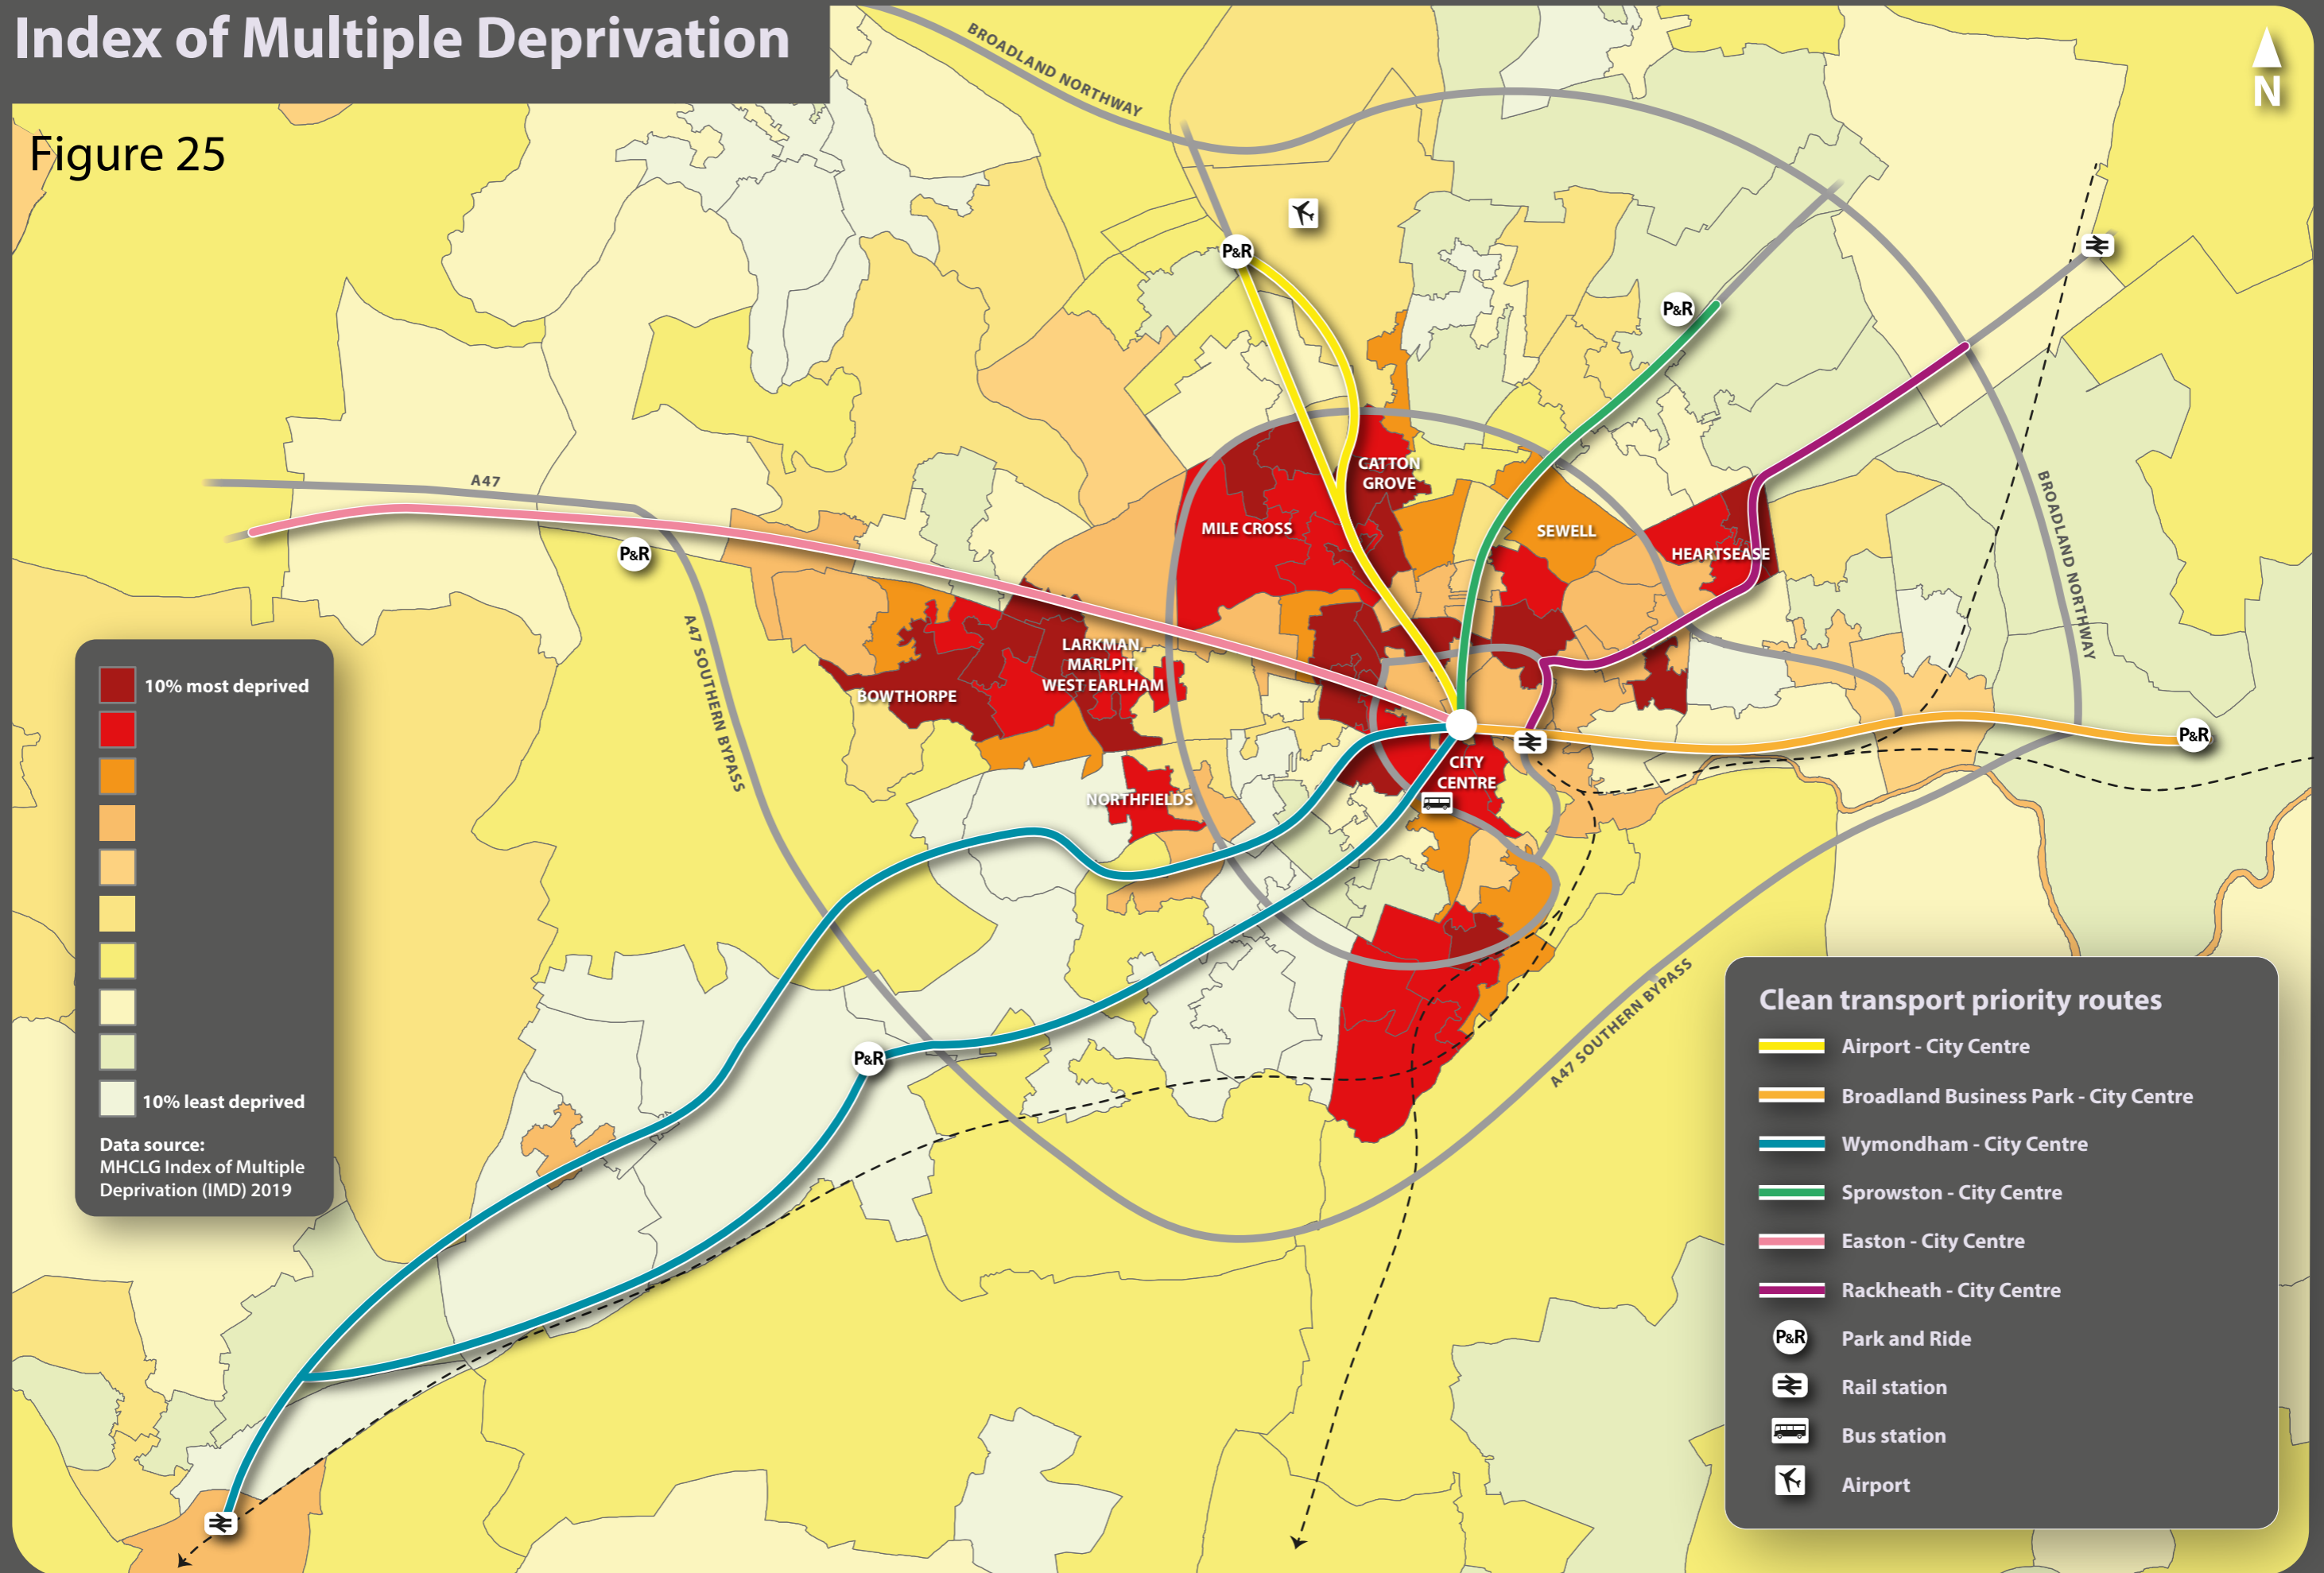 Index of Multiple Deprivation
Figure 25
N
BROADLAND NORTHWAY
P&R
P&R
A47
CATTON
GROVE
MILE CROSS
SEWELL
HEARTSEASE
BROADLAND NORTHWAY
P&R
A47 SOUTHERN BYPASS
LARKMAN,
MARLPIT,
WEST EARLHAM
BOWTHORPE
P&R
CITY
CENTRE
NORTHFIELDS
A47 SOUTHERN BYPASS
P&R
10% most deprived
10% least deprived
Data source:
MHCLG Index of Multiple
Deprivation (IMD) 2019
Clean transport priority routes
Airport - City Centre
Broadland Business Park - City Centre
Wymondham - City Centre
Sprowston - City Centre
Easton - City Centre
Rackheath - City Centre
P&R Park and Ride
Rail station
Bus station
Airport